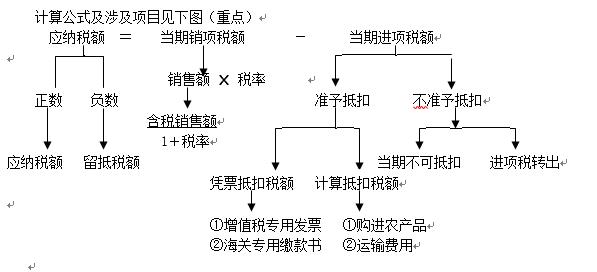 计算公式及涉及项目见下图（重点）
应纳税额 = 当期销项税额 - 当期进项税额
销售额 × 税率
正数 负数 准予抵扣 不准予抵扣
含税销售额
1+税率
应纳税额 留抵税额 当期不可抵扣 进项税转出
凭票抵扣税额 计算抵扣税额
①增值税专用发票 ①购进农产品
②海关专用缴款书 ②运输费用